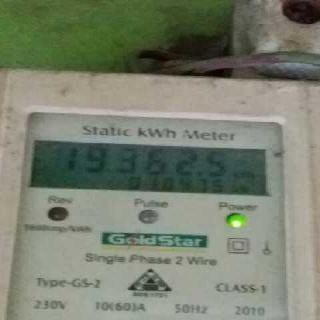 Static kWh Meter
19362.5
Rev Pulse Power
1600imp/kWh
GoldStar
Single Phase 2 Wire
Type-GS-2 CLASS-1
230V 10(60)A 50Hz 2010